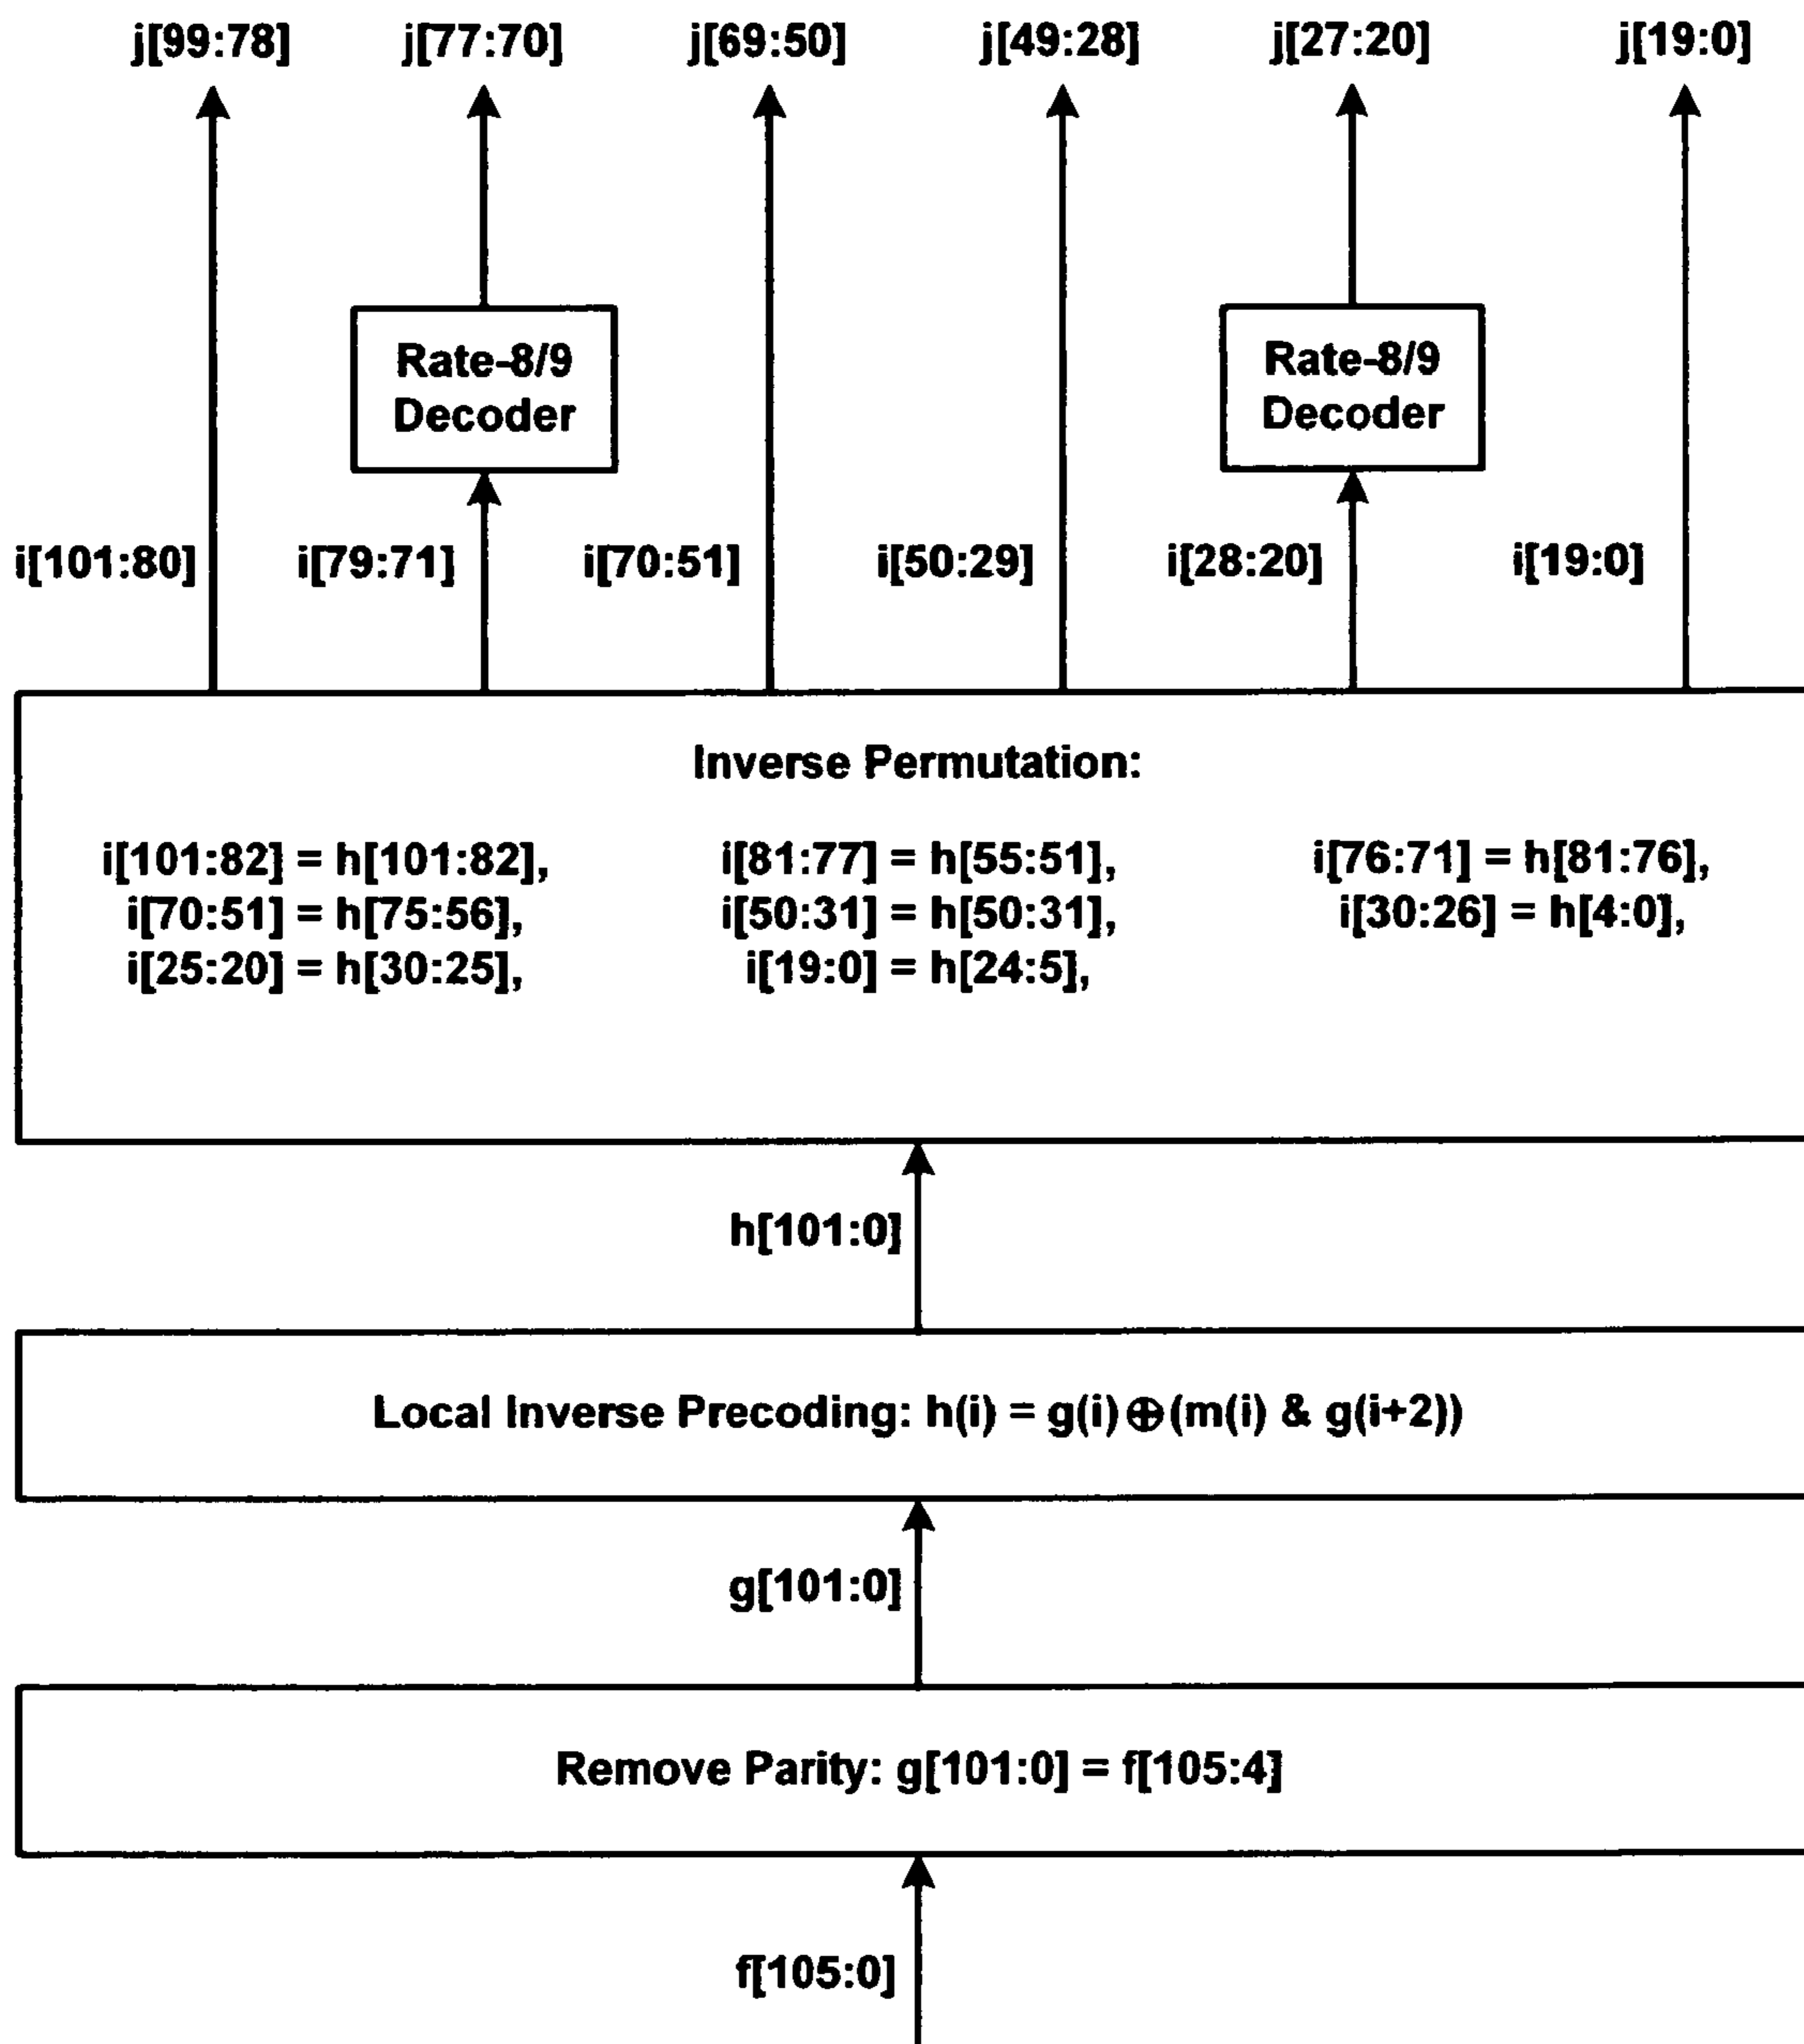 j[99:78] j[77:70] j[69:50] j[49:28] j[27:20] j[19:0]
Rate-8/9 Decoder
Rate-8/9 Decoder
i[101:80] i[79:71] i[70:51] i[50:29] i[28:20] i[19:0]
Inverse Permutation:
i[101:82] = h[101:82], i[81:77] = h[55:51], i[76:71] = h[81:76],
i[70:51] = h[75:56], i[50:31] = h[50:31], i[30:26] = h[4:0],
i[25:20] = h[30:25], i[19:0] = h[24:5],
h[101:0]
Local Inverse Precoding: h(i) = g(i)⊕(m(i) & g(i+2))
g[101:0]
Remove Parity: g[101:0] = f[105:4]
f[105:0]